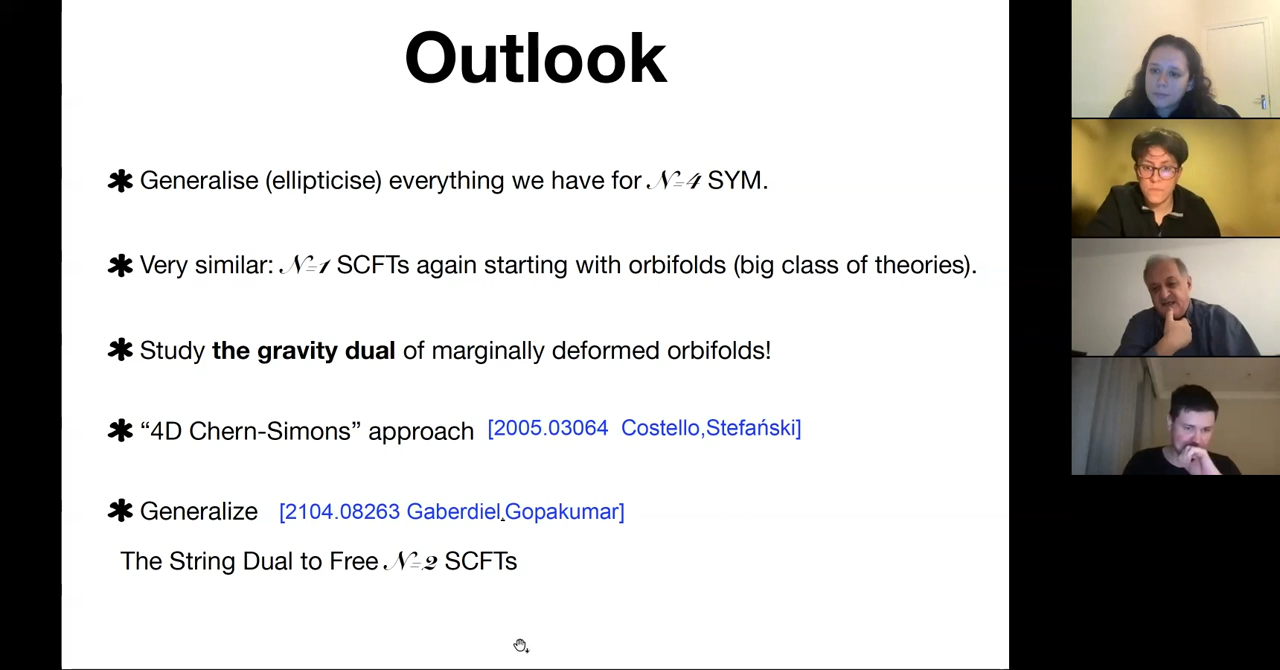 Outlook
✱ Generalise (ellipticise) everything we have for 𝒩=4 SYM.
✱ Very similar: 𝒩=1 SCFTs again starting with orbifolds (big class of theories).
✱ Study the gravity dual of marginally deformed orbifolds!
✱ “4D Chern-Simons” approach [2005.03064 Costello,Stefański]
✱ Generalize [2104.08263 Gaberdiel,Gopakumar]
The String Dual to Free 𝒩=2 SCFTs